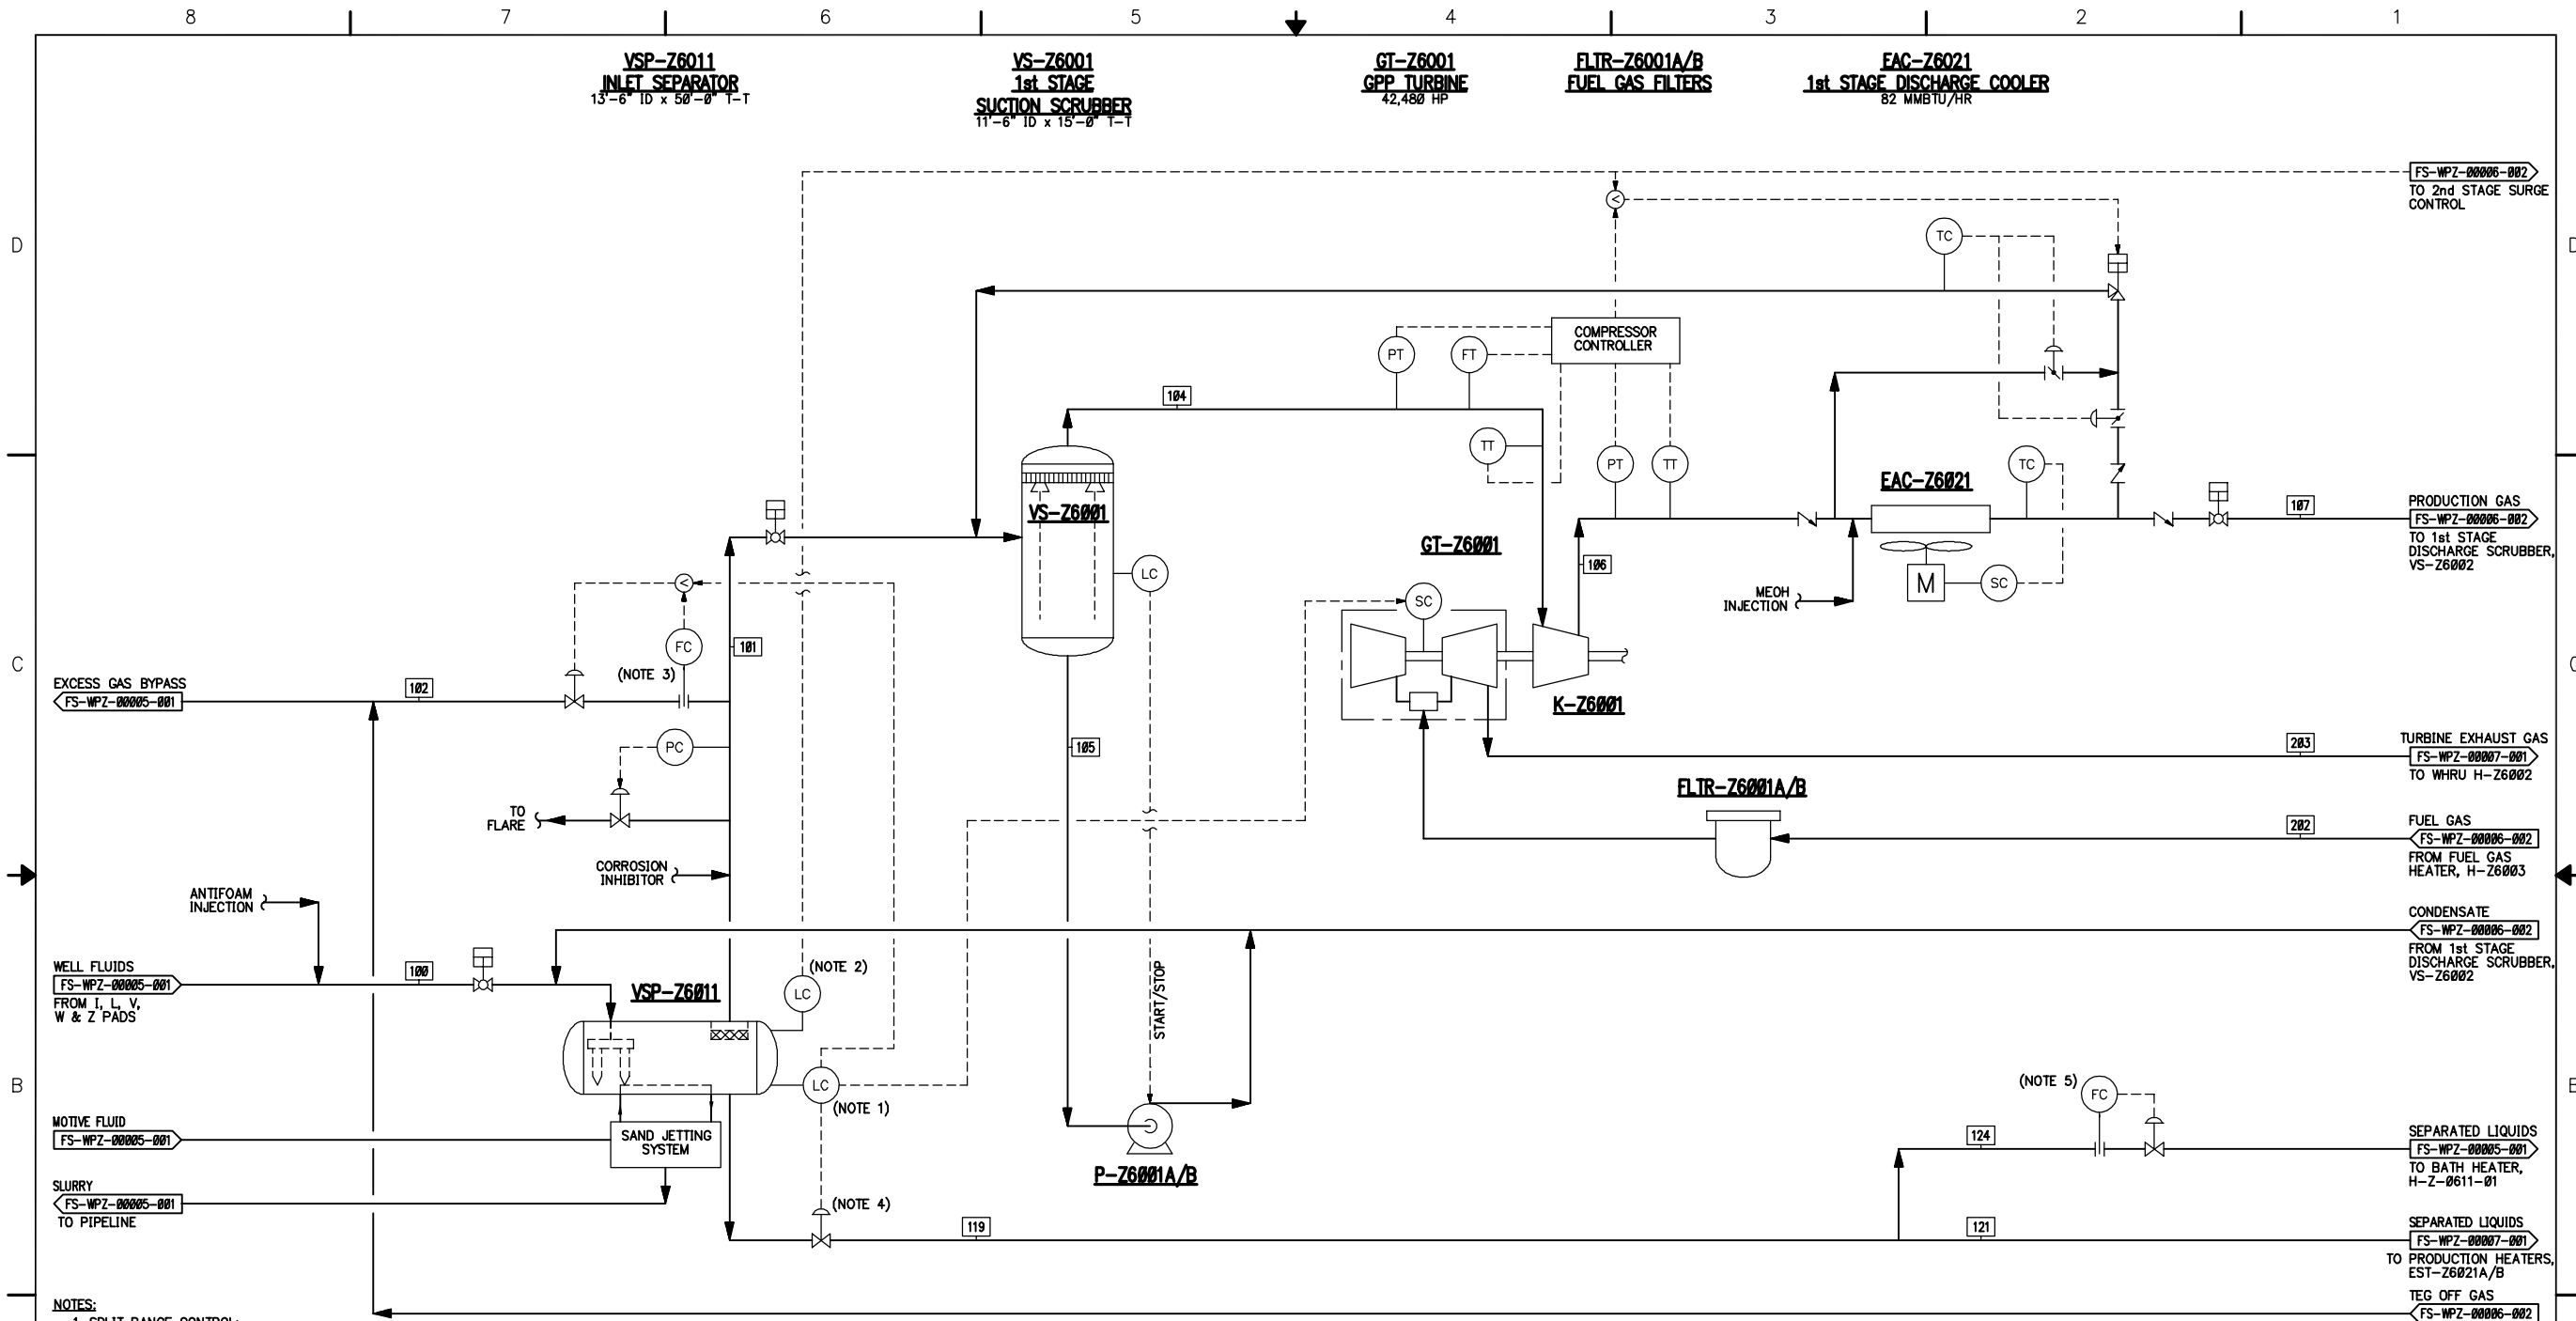 8 7 6 5 4 3 2 1
VSP-Z6011
INLET SEPARATOR
13'-6" ID x 50'-0" T-T
VS-Z6001
1st STAGE
SUCTION SCRUBBER
11'-6" ID x 15'-0" T-T
GT-Z6001
GPP TURBINE
42,480 HP
FLTR-Z6001A/B
FUEL GAS FILTERS
EAC-Z6021
1st STAGE DISCHARGE COOLER
82 MMBTU/HR
FS-WPZ-00006-002
TO 2nd STAGE SURGE
CONTROL
D
D
<
TC
COMPRESSOR
CONTROLLER
PT
FT
104
TT
PT
TT
TC
EAC-Z6021
VS-Z6001
107
PRODUCTION GAS
FS-WPZ-00006-002
TO 1st STAGE
DISCHARGE SCRUBBER,
VS-Z6002
GT-Z6001
LC
106
M
SC
MEOH
INJECTION
SC
<
FC
(NOTE 3)
101
C
C
EXCESS GAS BYPASS
FS-WPZ-00005-001
102
K-Z6001
PC
105
203
TURBINE EXHAUST GAS
FS-WPZ-00007-001
TO WHRU H-Z6002
TO
FLARE
FLTR-Z6001A/B
202
FUEL GAS
FS-WPZ-00006-002
FROM FUEL GAS
HEATER, H-Z6003
CORROSION
INHIBITOR
ANTIFOAM
INJECTION
CONDENSATE
FS-WPZ-00006-002
FROM 1st STAGE
DISCHARGE SCRUBBER,
VS-Z6002
WELL FLUIDS
FS-WPZ-00005-001
FROM I, L, V,
W & Z PADS
100
(NOTE 2)
LC
VSP-Z6011
START/STOP
B
B
LC
(NOTE 1)
(NOTE 5)
FC
MOTIVE FLUID
FS-WPZ-00005-001
SAND JETTING
SYSTEM
124
SEPARATED LIQUIDS
FS-WPZ-00005-001
TO BATH HEATER,
H-Z-0611-01
P-Z6001A/B
SLURRY
FS-WPZ-00005-001
TO PIPELINE
(NOTE 4)
119
121
SEPARATED LIQUIDS
FS-WPZ-00007-001
TO PRODUCTION HEATERS,
EST-Z6021A/B
NOTES:
1. SPLIT RANGE CONTROL:
TEG OFF GAS
FS-WPZ-00006-002